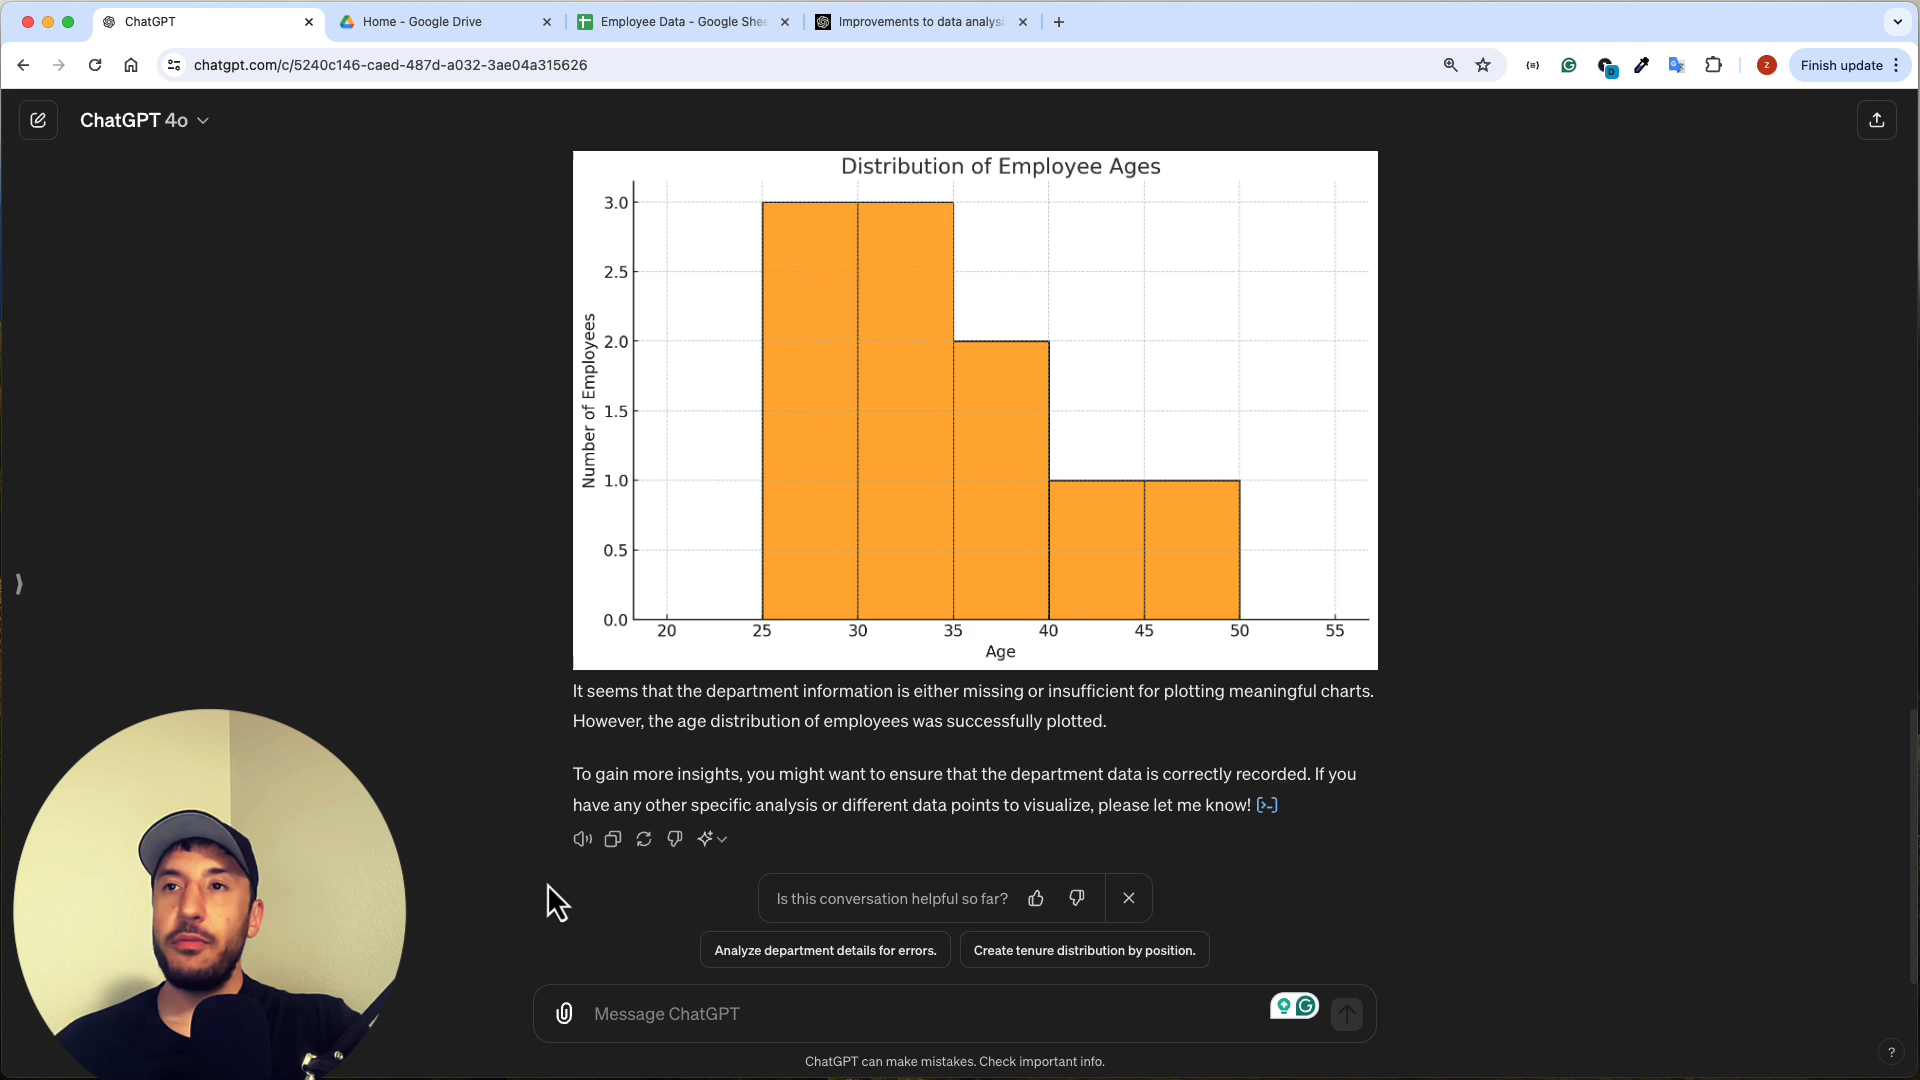 ChatGPT
Home - Google Drive
Employee Data - Google Shee
Improvements to data analysi
chatgpt.com/c/5240c146-caed-487d-a032-3ae04a315626
Z
Finish update
ChatGPT 4o
Distribution of Employee Ages
3.0
2.5
2.0
1.5
1.0
0.5
0.0
Number of Employees
20 25 30 35 40 45 50 55
Age
It seems that the department information is either missing or insufficient for plotting meaningful charts.
However, the age distribution of employees was successfully plotted.
To gain more insights, you might want to ensure that the department data is correctly recorded. If you
have any other specific analysis or different data points to visualize, please let me know! [>-]
Is this conversation helpful so far?
Analyze department details for errors.
Create tenure distribution by position.
Message ChatGPT
ChatGPT can make mistakes. Check important info.
?